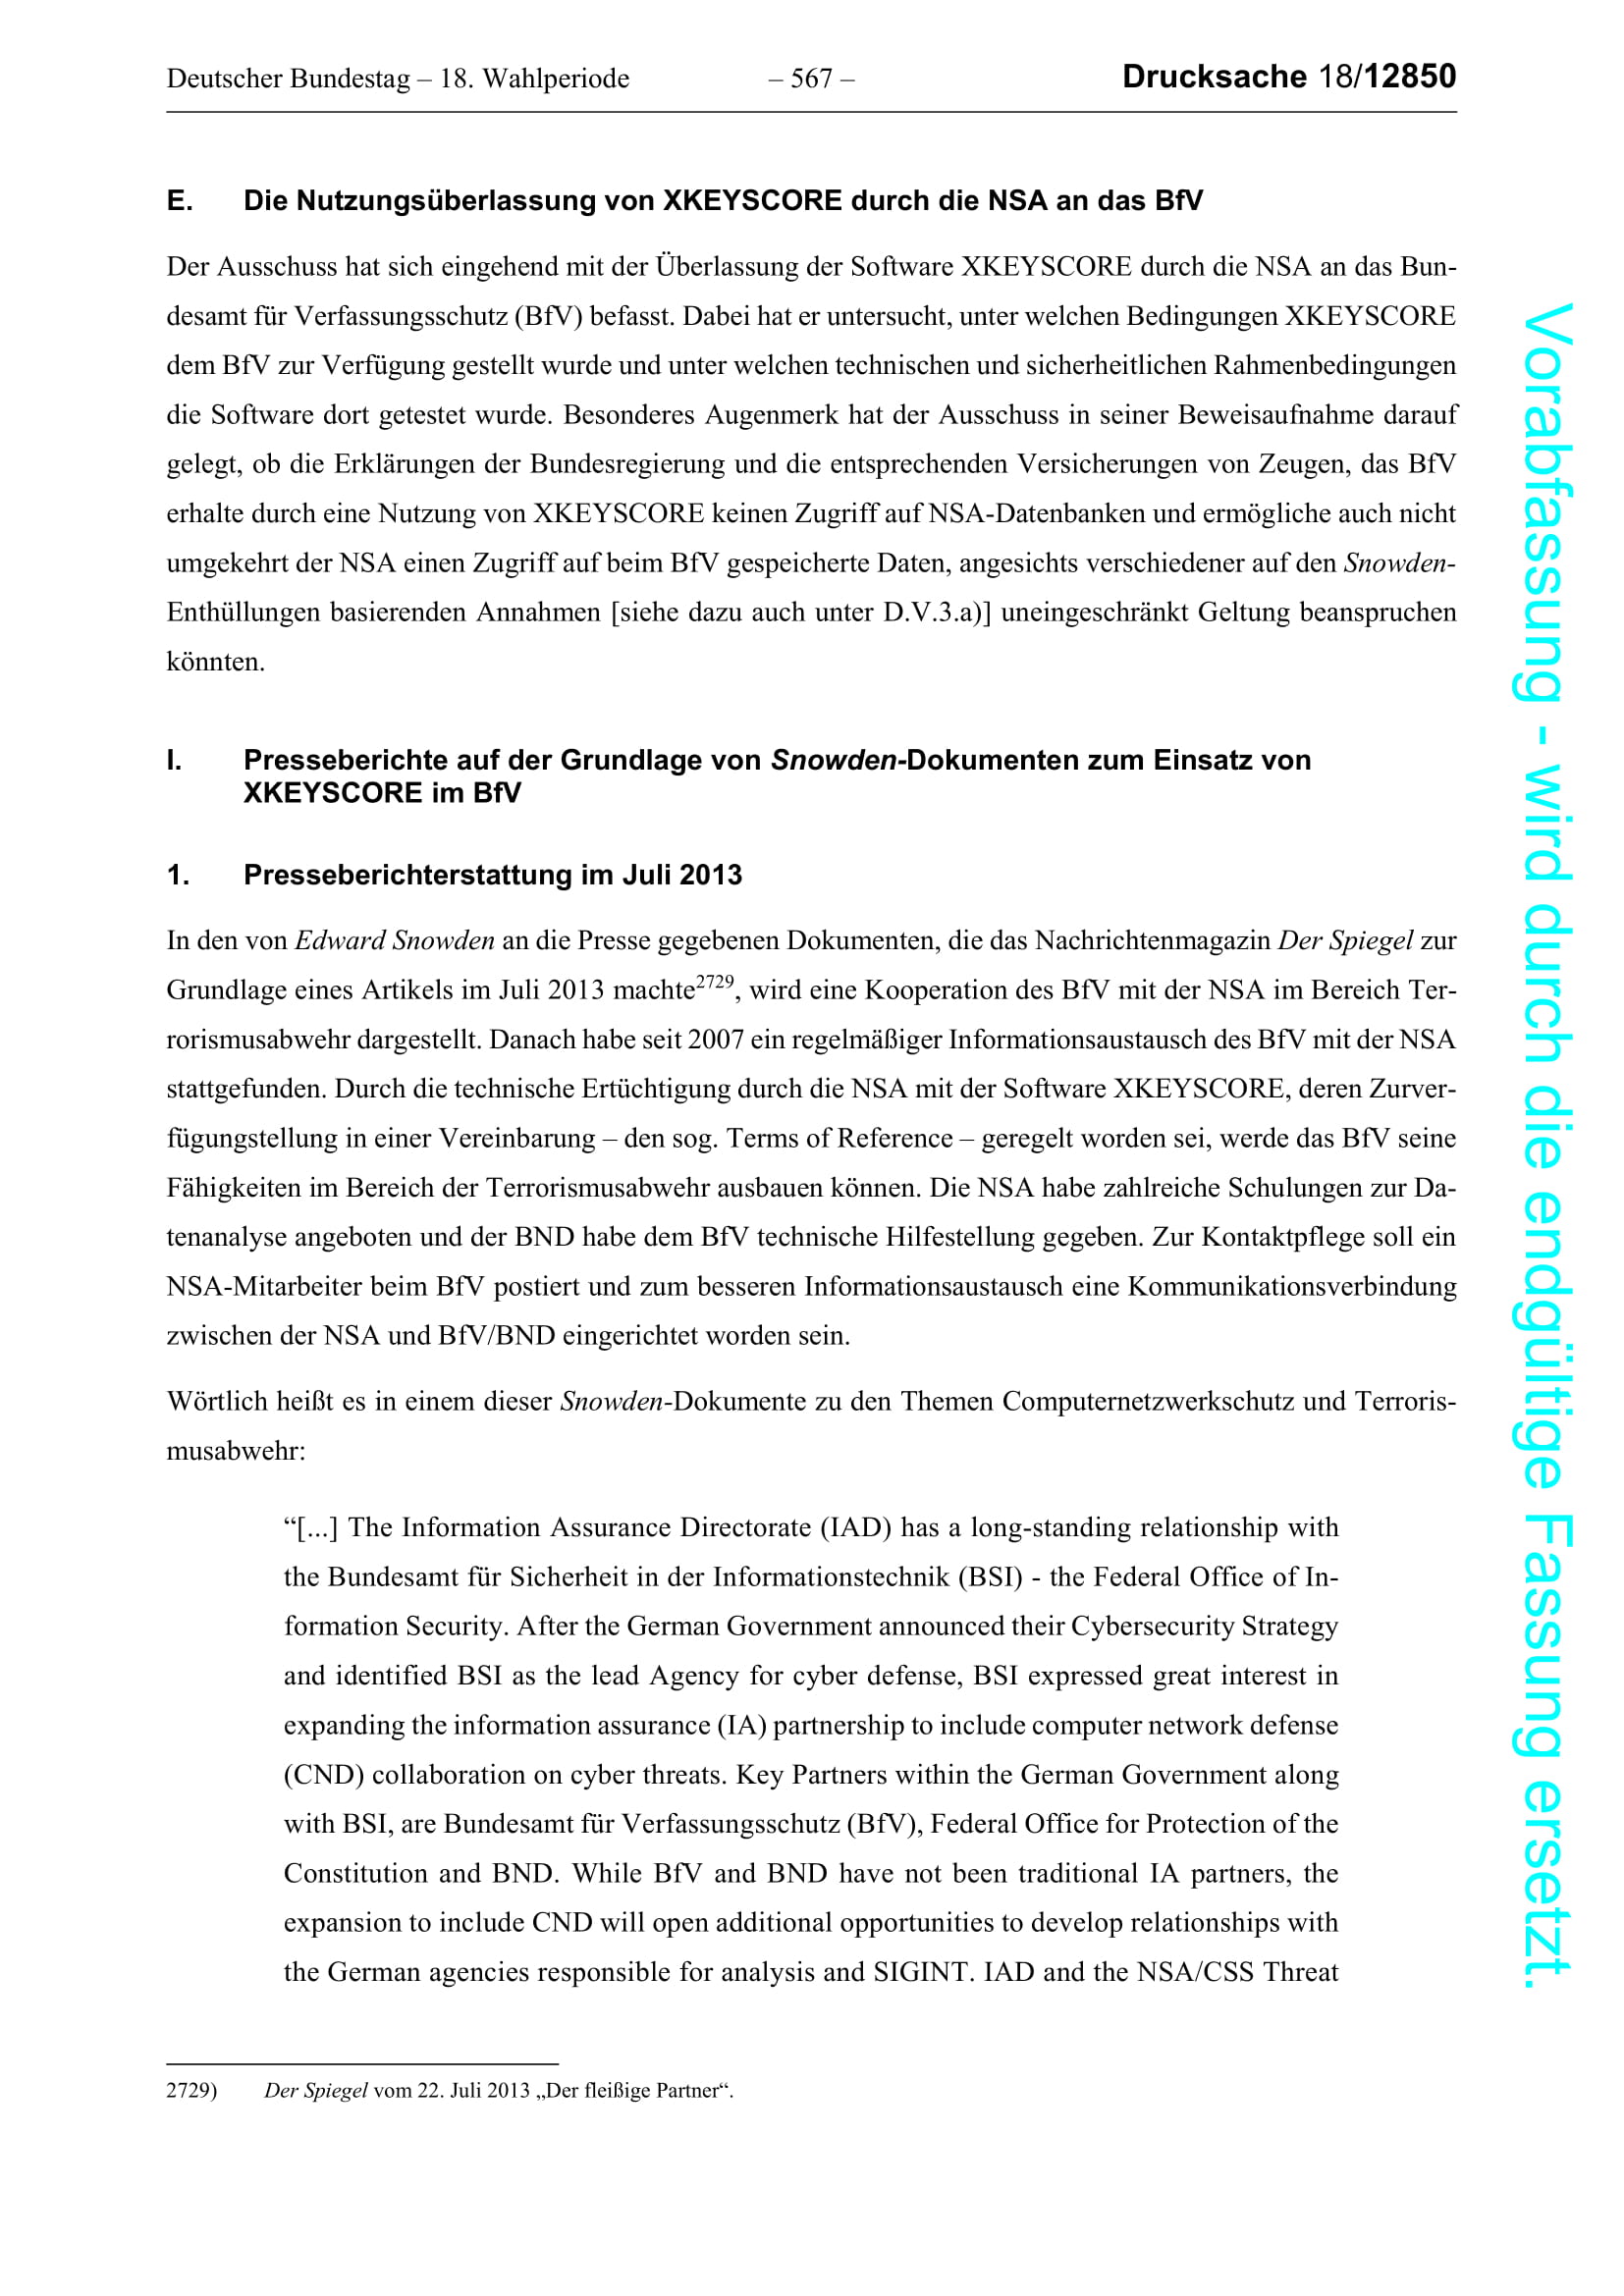 Deutscher Bundestag – 18. Wahlperiode – 567 – Drucksache 18/12850
E. Die Nutzungsüberlassung von XKEYSCORE durch die NSA an das BfV
Der Ausschuss hat sich eingehend mit der Überlassung der Software XKEYSCORE durch die NSA an das Bun-
desamt für Verfassungsschutz (BfV) befasst. Dabei hat er untersucht, unter welchen Bedingungen XKEYSCORE
dem BfV zur Verfügung gestellt wurde und unter welchen technischen und sicherheitlichen Rahmenbedingungen
die Software dort getestet wurde. Besonderes Augenmerk hat der Ausschuss in seiner Beweisaufnahme darauf
gelegt, ob die Erklärungen der Bundesregierung und die entsprechenden Versicherungen von Zeugen, das BfV
erhalte durch eine Nutzung von XKEYSCORE keinen Zugriff auf NSA-Datenbanken und ermögliche auch nicht
umgekehrt der NSA einen Zugriff auf beim BfV gespeicherte Daten, angesichts verschiedener auf den Snowden-
Enthüllungen basierenden Annahmen [siehe dazu auch unter D.V.3.a)] uneingeschränkt Geltung beanspruchen
könnten.
I. Presseberichte auf der Grundlage von Snowden-Dokumenten zum Einsatz von
XKEYSCORE im BfV
1. Presseberichterstattung im Juli 2013
In den von Edward Snowden an die Presse gegebenen Dokumenten, die das Nachrichtenmagazin Der Spiegel zur
Grundlage eines Artikels im Juli 2013 machte2729, wird eine Kooperation des BfV mit der NSA im Bereich Ter-
rorismusabwehr dargestellt. Danach habe seit 2007 ein regelmäßiger Informationsaustausch des BfV mit der NSA
stattgefunden. Durch die technische Ertüchtigung durch die NSA mit der Software XKEYSCORE, deren Zurver-
fügungstellung in einer Vereinbarung – den sog. Terms of Reference – geregelt worden sei, werde das BfV seine
Fähigkeiten im Bereich der Terrorismusabwehr ausbauen können. Die NSA habe zahlreiche Schulungen zur Da-
tenanalyse angeboten und der BND habe dem BfV technische Hilfestellung gegeben. Zur Kontaktpflege soll ein
NSA-Mitarbeiter beim BfV postiert und zum besseren Informationsaustausch eine Kommunikationsverbindung
zwischen der NSA und BfV/BND eingerichtet worden sein.
Wörtlich heißt es in einem dieser Snowden-Dokumente zu den Themen Computernetzwerkschutz und Terroris-
musabwehr:
“[...] The Information Assurance Directorate (IAD) has a long-standing relationship with
the Bundesamt für Sicherheit in der Informationstechnik (BSI) - the Federal Office of In-
formation Security. After the German Government announced their Cybersecurity Strategy
and identified BSI as the lead Agency for cyber defense, BSI expressed great interest in
expanding the information assurance (IA) partnership to include computer network defense
(CND) collaboration on cyber threats. Key Partners within the German Government along
with BSI, are Bundesamt für Verfassungsschutz (BfV), Federal Office for Protection of the
Constitution and BND. While BfV and BND have not been traditional IA partners, the
expansion to include CND will open additional opportunities to develop relationships with
the German agencies responsible for analysis and SIGINT. IAD and the NSA/CSS Threat
2729) Der Spiegel vom 22. Juli 2013 „Der fleißige Partner“.
Vorabfassung - wird durch die endgültige Fassung ersetzt.